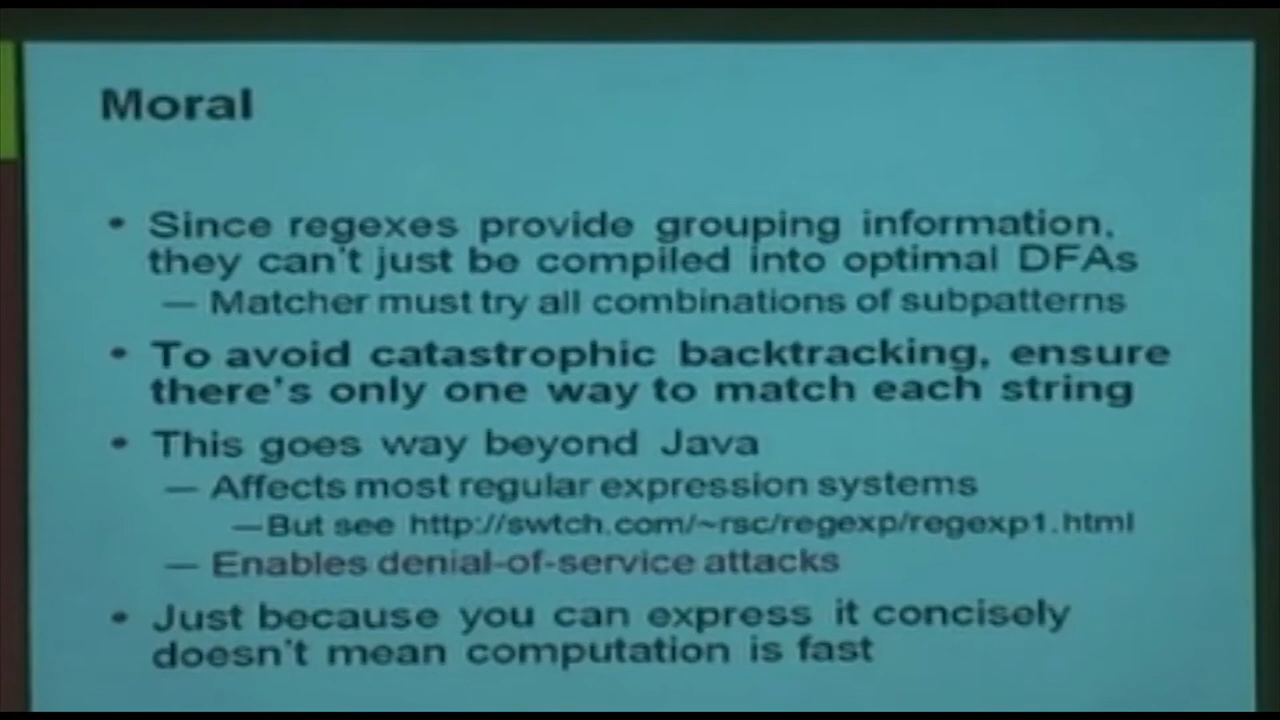 Moral
• Since regexes provide grouping information,
they can't just be compiled into optimal DFAs
— Matcher must try all combinations of subpatterns
• To avoid catastrophic backtracking, ensure
there's only one way to match each string
• This goes way beyond Java
— Affects most regular expression systems
—But see http://swtch.com/~rsc/regexp/regexp1.html
— Enables denial-of-service attacks
• Just because you can express it concisely
doesn't mean computation is fast